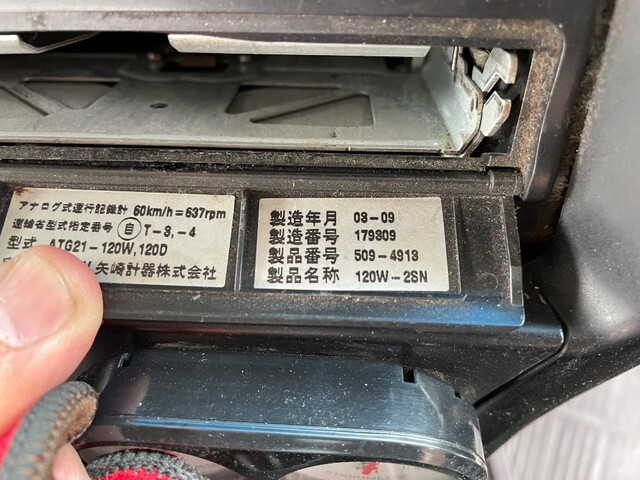 アナログ式運行記録計 60km/h=637rpm
運輸省型式指定番号 自 T-3,-4
型式 ATG21-120W,120D
矢崎計器株式会社
製造年月 03-09
製造番号 179309
製品番号 509-4913
製品名称 120W-2SN